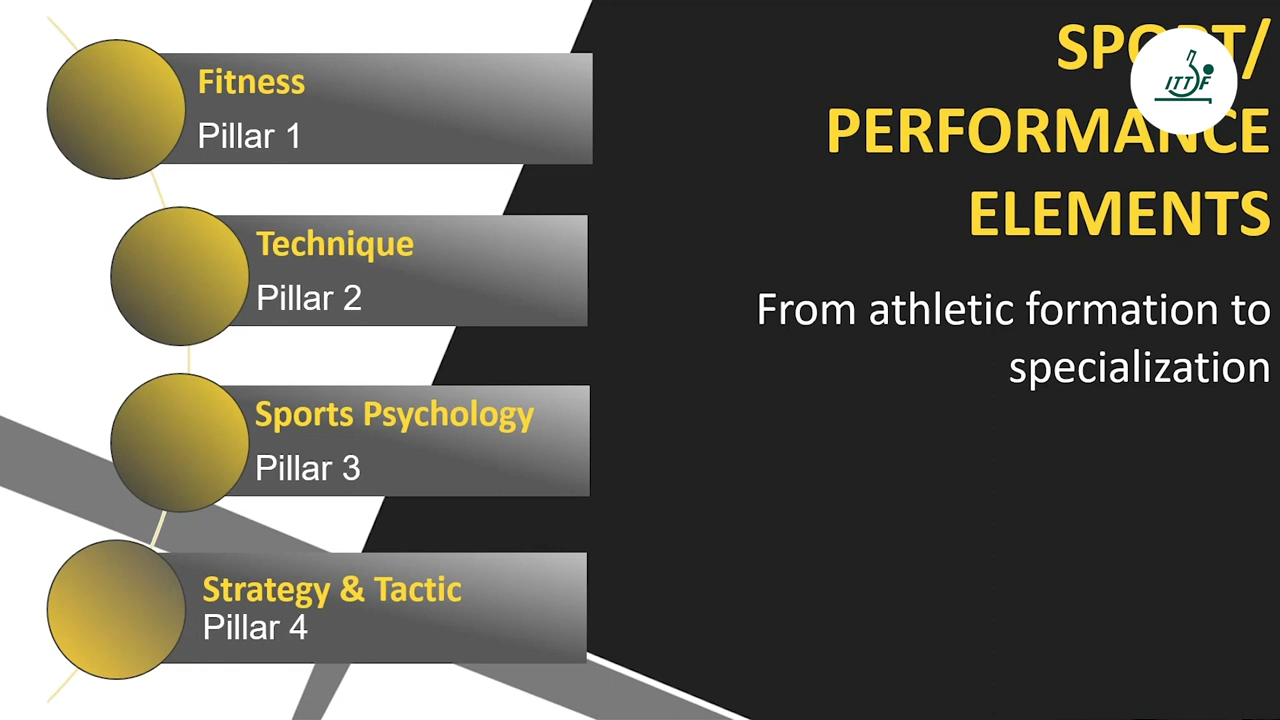 Fitness
Pillar 1
Technique
Pillar 2
Sports Psychology
Pillar 3
Strategy & Tactic
Pillar 4
SPORT/
PERFORMANCE
ELEMENTS
From athletic formation to
specialization
ITTF